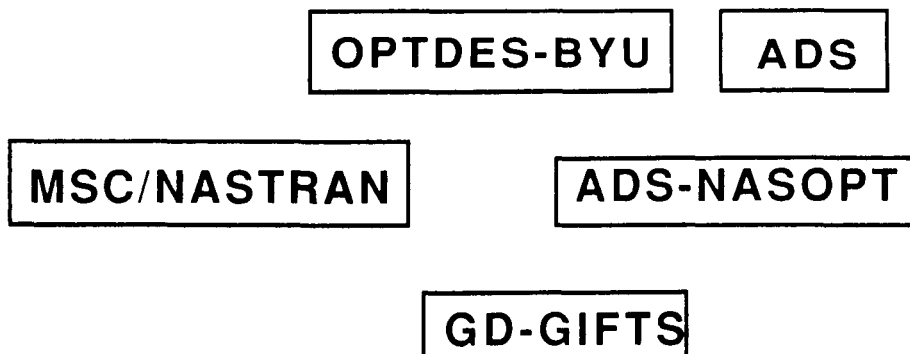 OPTDES-BYU ADS
MSC/NASTRAN ADS-NASOPT
GD-GIFTS